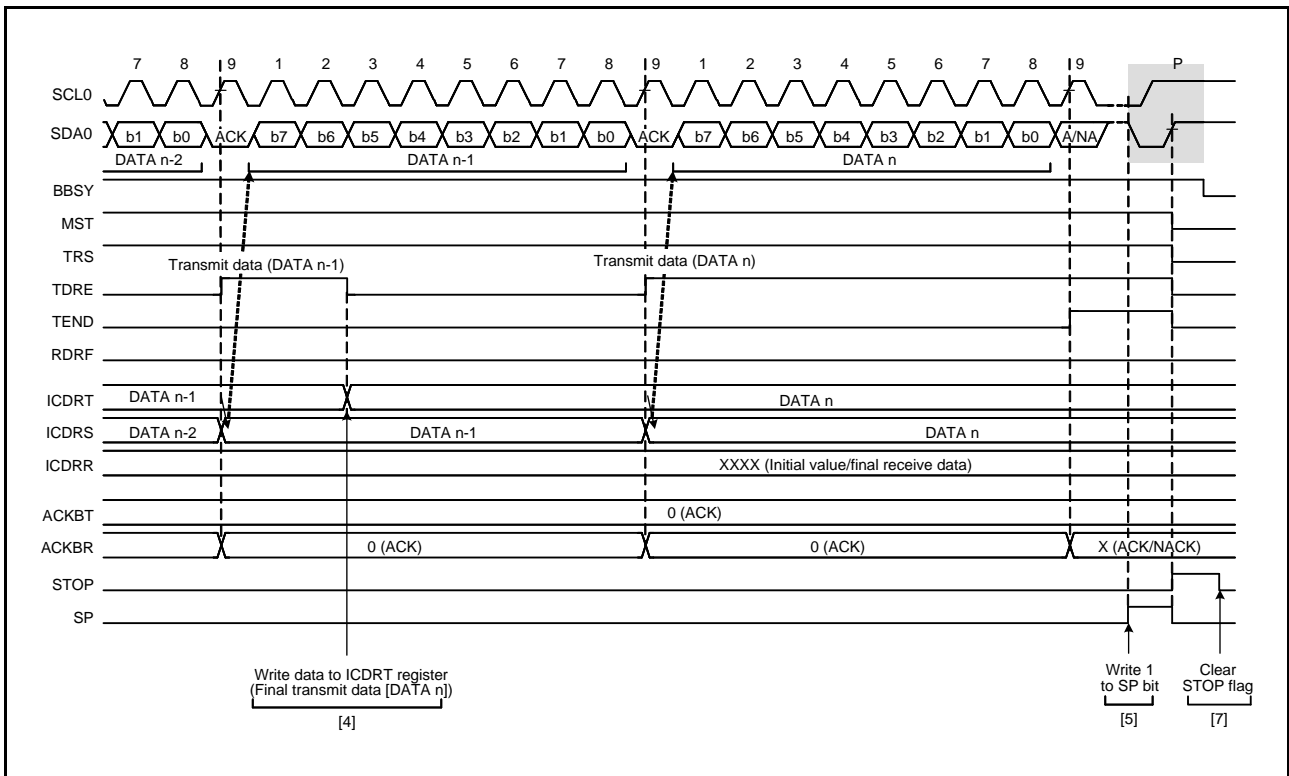 7 8 9 1 2 3 4 5 6 7 8 9 1 2 3 4 5 6 7 8 9 P
SCL0
SDA0 b1 b0 ACK b7 b6 b5 b4 b3 b2 b1 b0 ACK b7 b6 b5 b4 b3 b2 b1 b0 A/NA
DATA n-2 DATA n-1 DATA n
BBSY
MST
TRS
Transmit data (DATA n-1) Transmit data (DATA n)
TDRE
TEND
RDRF
ICDRT DATA n-1 DATA n
ICDRS DATA n-2 DATA n-1 DATA n
ICDRR XXXX (Initial value/final receive data)
ACKBT 0 (ACK)
ACKBR 0 (ACK) 0 (ACK) X (ACK/NACK)
STOP
SP
Write data to ICDRT register
(Final transmit data [DATA n])
[4]
Write 1
to SP bit
[5]
Clear
STOP flag
[7]